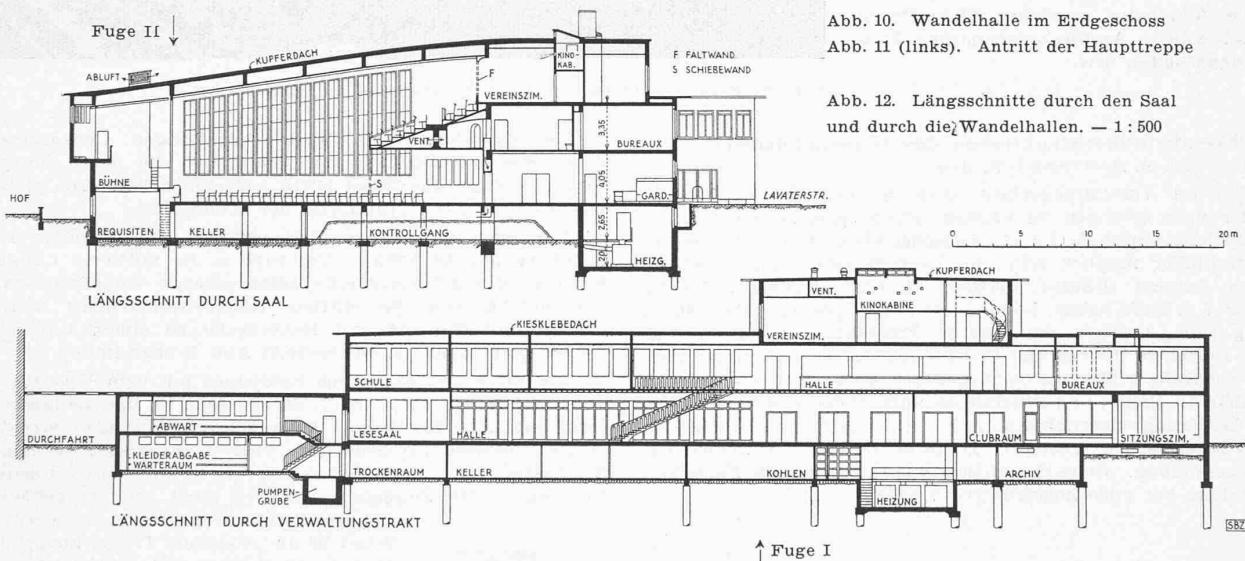 Abb. 10. Wandelhalle im Erdgeschoss
Abb. 11 (links). Antritt der Haupttreppe
Abb. 12. Längsschnitte durch den Saal
und durch die Wandelhallen. — 1 : 500
Fuge II
F FALTWAND
S SCHIEBEWAND
ABLUFT
KUPFERDACH
KINO-
KAB.
F
VEREINSZIM.
VENT.
3,35
BUREAUX
BÜHNE
S
4,05
GARD.
LAVATERSTR.
HOF
REQUISITEN
KELLER
KONTROLLGANG
2,65
2,0
HEIZG.
LÄNGSSCHNITT DURCH SAAL
0 5 10 15 20 m
KUPFERDACH
VENT.
KINOKABINE
VEREINSZIM.
KIESKLEBEDACH
SCHULE
HALLE
BUREAUX
ABWART
LESESAAL
HALLE
CLUBRAUM
SITZUNGSZIM.
DURCHFAHRT
KLEIDERABGABE
WARTERAUM
TROCKENRAUM
KELLER
KOHLEN
HEIZUNG
ARCHIV
PUMPEN-
GRUBE
LÄNGSSCHNITT DURCH VERWALTUNGSTRAKT
SBZ
Fuge I